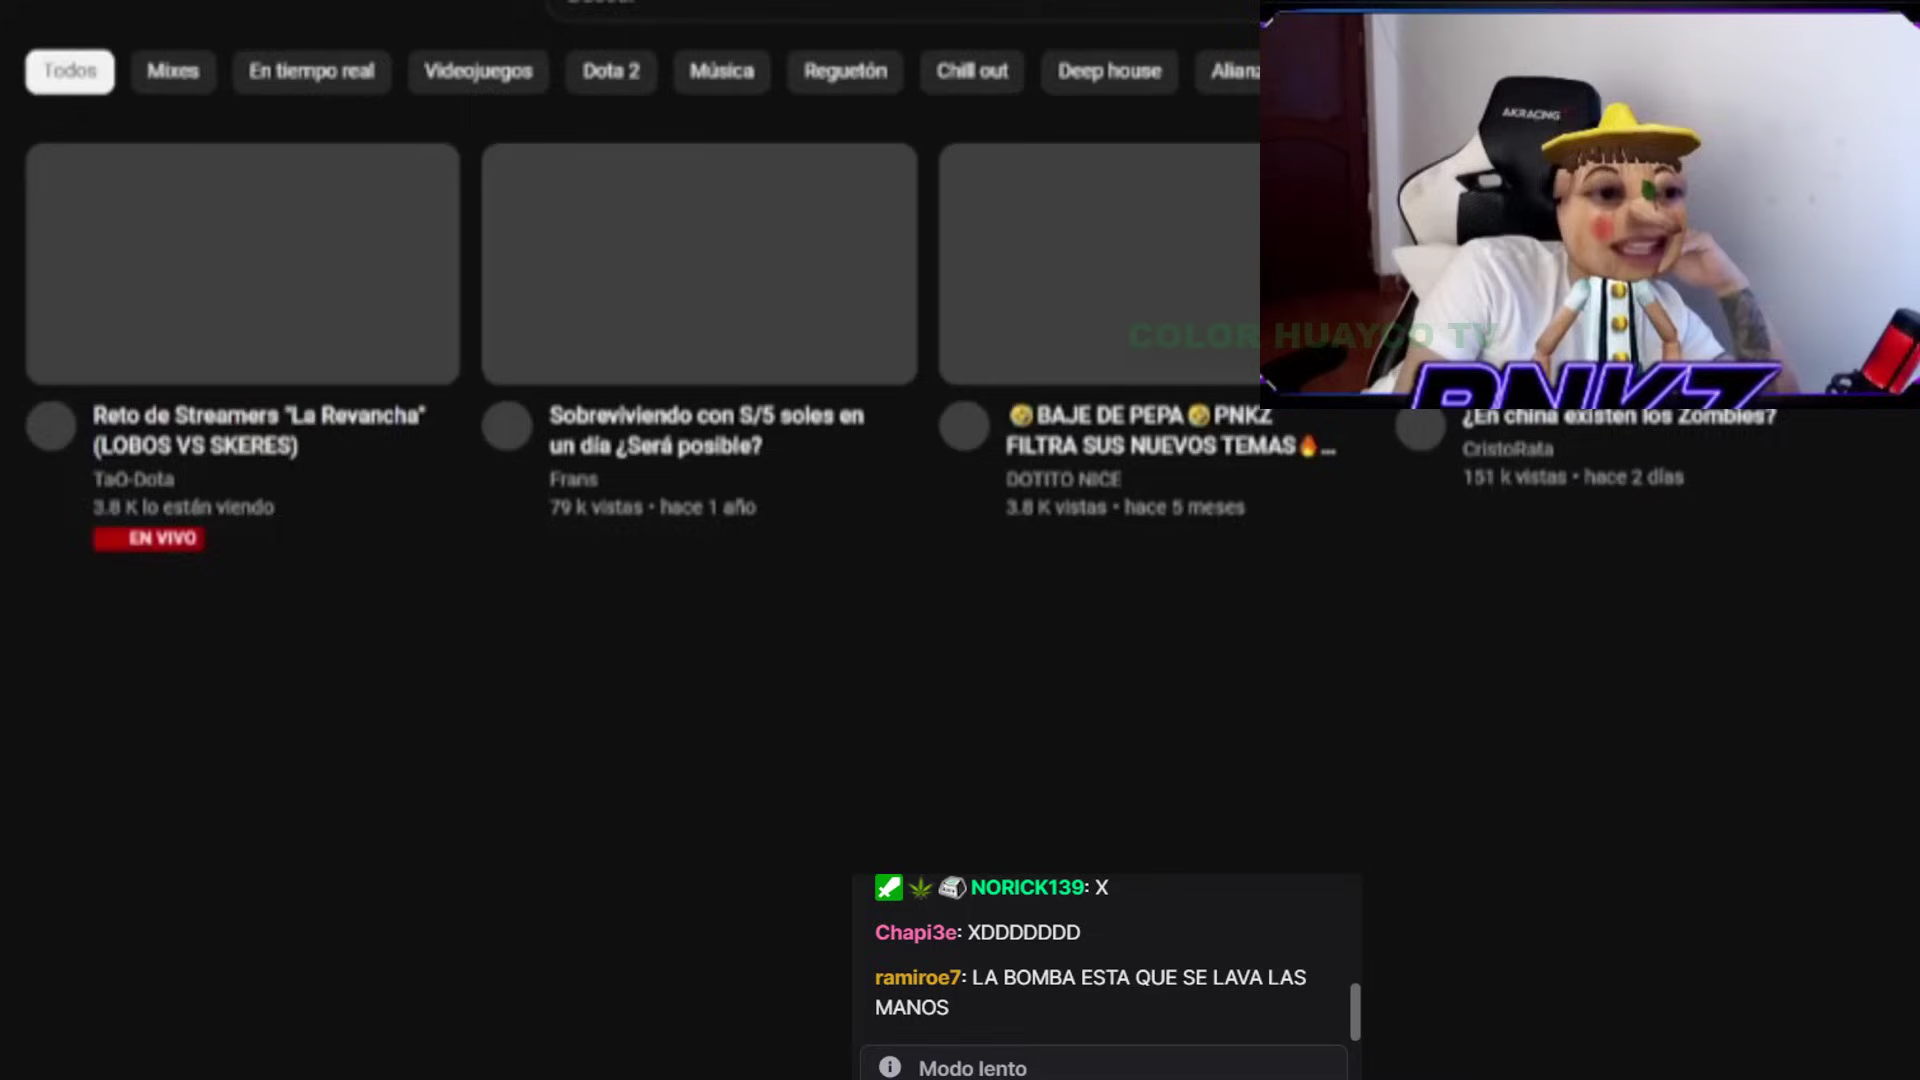 Todos
Mixes
En tiempo real
Videojuegos
Dota 2
Música
Reguetón
Chill out
Deep house
AKRACING
COLOR HUAYCO TV
PNKZ
Reto de Streamers "La Revancha"
(LOBOS VS SKERES)
TaO-Dota
3.8 K lo están viendo
EN VIVO
Sobreviviendo con S/5 soles en
un día ¿Será posible?
Frans
79 k vistas • hace 1 año
🤣BAJE DE PEPA🤣PNKZ
FILTRA SUS NUEVOS TEMAS🔥...
DOTITO NICE
3.8 K vistas • hace 5 meses
¿En china existen los Zombies?
CristoRata
151 k vistas • hace 2 días
NORICK139: X
Chapi3e: XDDDDDDD
ramiroe7: LA BOMBA ESTA QUE SE LAVA LAS
MANOS
Modo lento